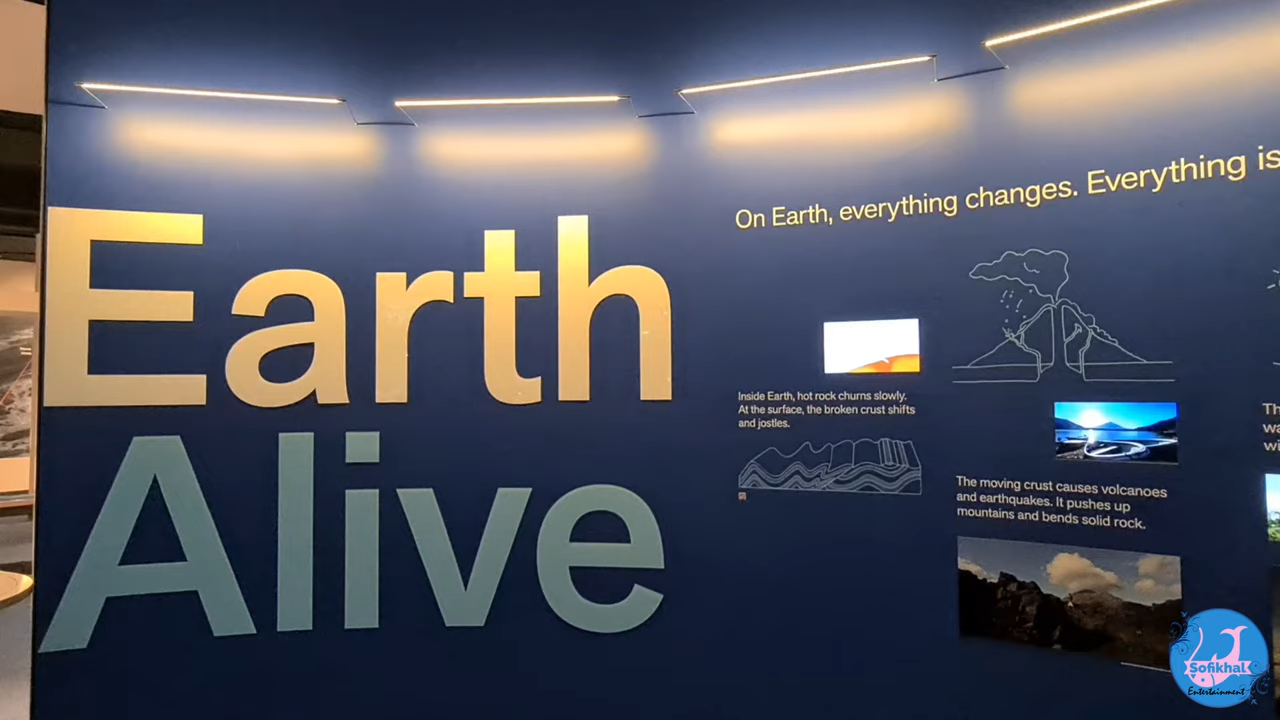 Earth
Alive
On Earth, everything changes. Everything is
Inside Earth, hot rock churns slowly.
At the surface, the broken crust shifts
and jostles.
The moving crust causes volcanoes
and earthquakes. It pushes up
mountains and bends solid rock.
Sofikhal
Entertainment